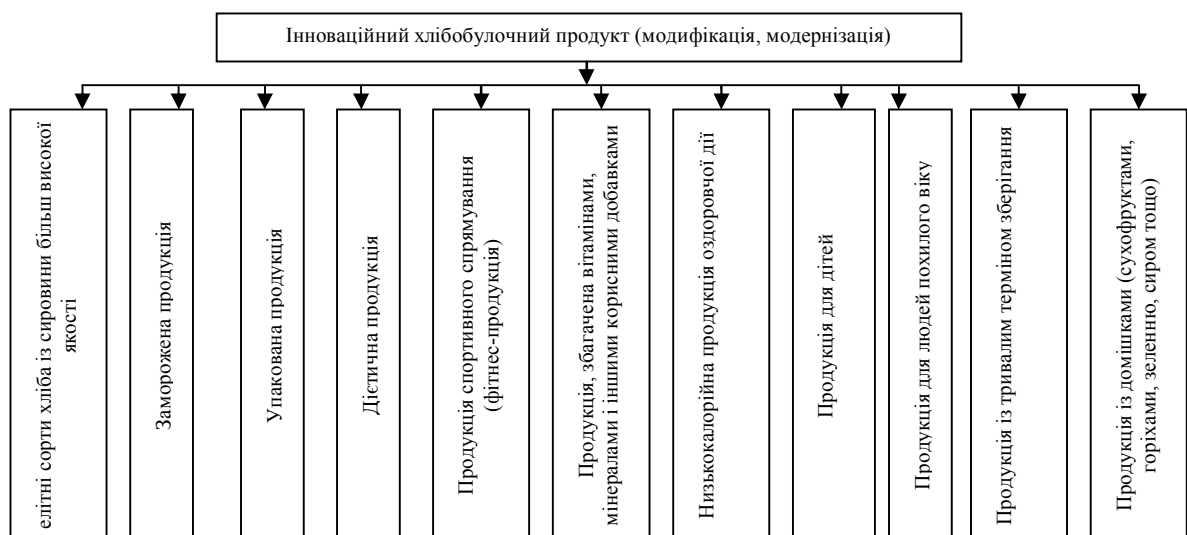 Інноваційний хлібобулочний продукт (модифікація, модернізація)
елітні сорти хліба із сировини більш високої
якості
Заморожена продукція
Упакована продукція
Дієтична продукція
Продукція спортивного спрямування
(фітнес-продукція)
Продукція, збагачена вітамінами,
мінералами і іншими корисними добавками
Низькокалорійна продукція оздоровчої дії
Продукція для дітей
Продукція для людей похилого віку
Продукція із тривалим терміном зберігання
Продукція із домішками (сухофруктами,
горіхами, зеленню, сиром тощо)